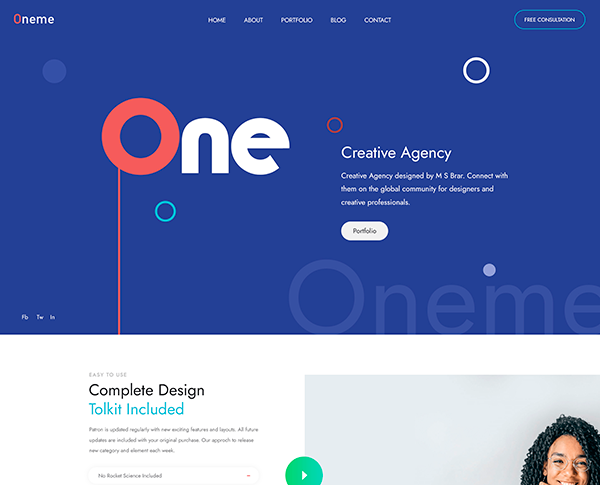 Oneme
HOME ABOUT PORTFOLIO BLOG CONTACT
FREE CONSULTATION
One
Creative Agency
Creative Agency designed by M S Brar. Connect with
them on the global community for designers and
creative professionals.
Portfolio
Oneme
Fb Tw In
EASY TO USE
Complete Design
Tolkit Included
Patron is updated regularly with new exciting features and layouts. All future
updates are included with your original purchase. Our approch to release
new category and element each week.
No Rocket Science Included